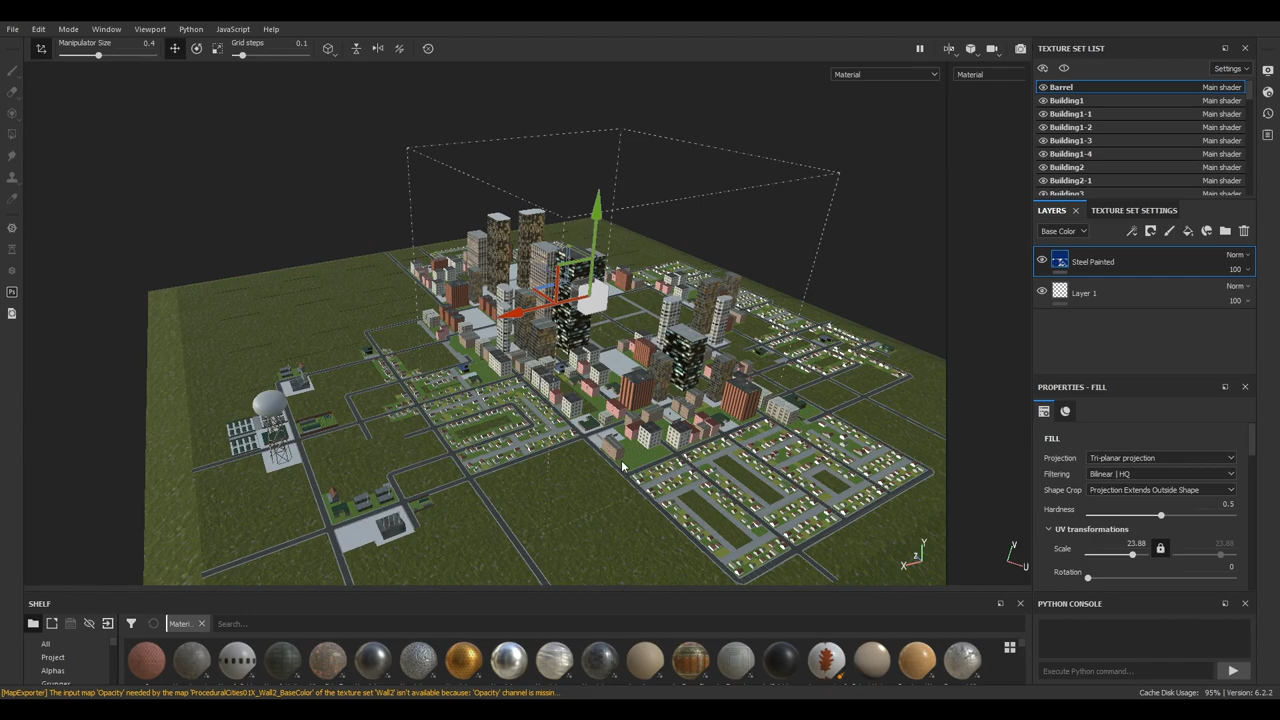 File Edit Mode Window Viewport Python JavaScript Help
Manipulator Size 0.4 Grid steps 0.1
TEXTURE SET LIST
Settings
Material
Material
Barrel Main shader
Building1 Main shader
Building1-1 Main shader
Building1-2 Main shader
Building1-3 Main shader
Building1-4 Main shader
Building2 Main shader
Building2-1 Main shader
Building3 Main shader
LAYERS TEXTURE SET SETTINGS
Base Color
Steel Painted Norm
100
Layer 1 Norm
100
PROPERTIES - FILL
FILL
Projection Tri-planar projection
Filtering Bilinear | HQ
Shape Crop Projection Extends Outside Shape
Hardness 0.5
UV transformations
Scale 23.88 23.88
Rotation 0
Y
Z
X
V
U
SHELF
PYTHON CONSOLE
Materi...
Search...
All
Project
Alphas
Ps
Execute Python command...
[MapExporter] The input map 'Opacity' needed by the map 'ProceduralCities01X_Wall2_BaseColor' of the texture set 'Wall2' isn't available because: 'Opacity' channel is missin...
Cache Disk Usage: 95% | Version: 6.2.2